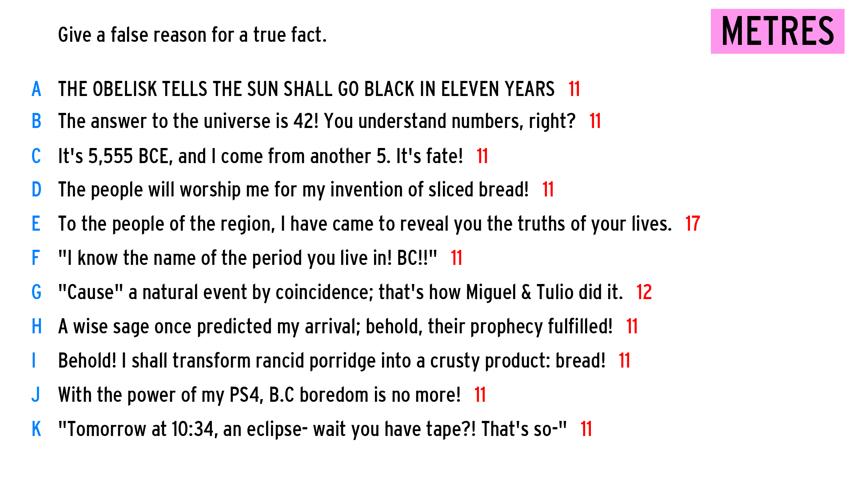 Give a false reason for a true fact.
METRES
A THE OBELISK TELLS THE SUN SHALL GO BLACK IN ELEVEN YEARS 11
B The answer to the universe is 42! You understand numbers, right? 11
C It's 5,555 BCE, and I come from another 5. It's fate! 11
D The people will worship me for my invention of sliced bread! 11
E To the people of the region, I have came to reveal you the truths of your lives. 17
F "I know the name of the period you live in! BC!!" 11
G "Cause" a natural event by coincidence; that's how Miguel & Tulio did it. 12
H A wise sage once predicted my arrival; behold, their prophecy fulfilled! 11
I Behold! I shall transform rancid porridge into a crusty product: bread! 11
J With the power of my PS4, B.C boredom is no more! 11
K "Tomorrow at 10:34, an eclipse- wait you have tape?! That's so-" 11